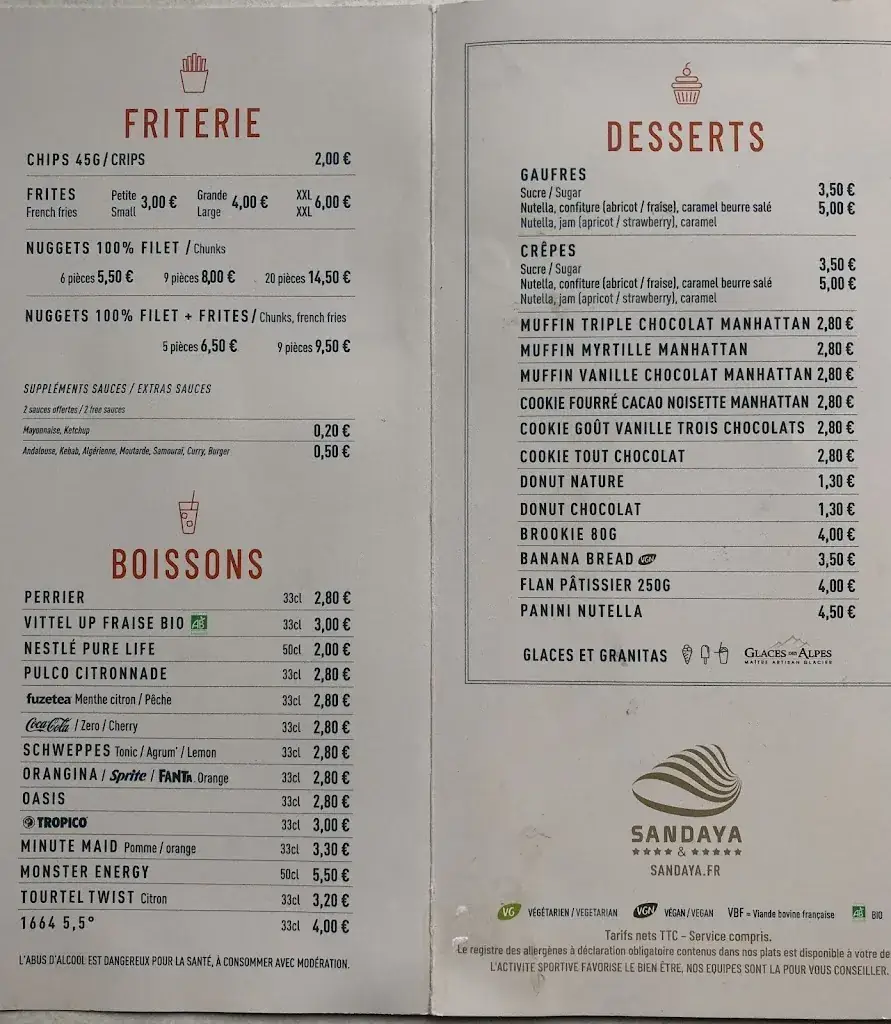 FRITERIE
CHIPS 45G / CRIPS 2,00 €
FRITES Petite 3,00 € Grande 4,00 € XXL 6,00 €
French fries Small Large XXL
NUGGETS 100% FILET / Chunks
6 pièces 5,50 € 9 pièces 8,00 € 20 pièces 14,50 €
NUGGETS 100% FILET + FRITES / Chunks, french fries
5 pièces 6,50 € 9 pièces 9,50 €
SUPPLÉMENTS SAUCES / EXTRAS SAUCES
2 sauces offertes / 2 free sauces
Mayonnaise, Ketchup 0,20 €
Andalouse, Kebab, Algérienne, Moutarde, Samouraï, Curry, Burger 0,50 €
BOISSONS
PERRIER 33cl 2,80 €
VITTEL UP FRAISE BIO AB 33cl 3,00 €
NESTLÉ PURE LIFE 50cl 2,00 €
PULCO CITRONNADE 33cl 2,80 €
fuzetea Menthe citron / Pêche 33cl 2,80 €
Coca-Cola / Zero / Cherry 33cl 2,80 €
SCHWEPPES Tonic / Agrum' / Lemon 33cl 2,80 €
ORANGINA / Sprite / FANTA Orange 33cl 2,80 €
OASIS 33cl 2,80 €
TROPICO 33cl 3,00 €
MINUTE MAID Pomme / orange 33cl 3,30 €
MONSTER ENERGY 50cl 5,50 €
TOURTEL TWIST Citron 33cl 3,20 €
1664 5,5° 33cl 4,00 €
L'ABUS D'ALCOOL EST DANGEREUX POUR LA SANTÉ, À CONSOMMER AVEC MODÉRATION.
DESSERTS
GAUFRES
Sucre / Sugar 3,50 €
Nutella, confiture (abricot / fraise), caramel beurre salé 5,00 €
Nutella, jam (apricot / strawberry), caramel
CRÊPES
Sucre / Sugar 3,50 €
Nutella, confiture (abricot / fraise), caramel beurre salé 5,00 €
Nutella, jam (apricot / strawberry), caramel
MUFFIN TRIPLE CHOCOLAT MANHATTAN 2,80 €
MUFFIN MYRTILLE MANHATTAN 2,80 €
MUFFIN VANILLE CHOCOLAT MANHATTAN 2,80 €
COOKIE FOURRÉ CACAO NOISETTE MANHATTAN 2,80 €
COOKIE GOÛT VANILLE TROIS CHOCOLATS 2,80 €
COOKIE TOUT CHOCOLAT 2,80 €
DONUT NATURE 1,30 €
DONUT CHOCOLAT 1,30 €
BROOKIE 80G 4,00 €
BANANA BREAD VGN 3,50 €
FLAN PÂTISSIER 250G 4,00 €
PANINI NUTELLA 4,50 €
GLACES ET GRANITAS GLACES DES ALPES
MAÎTRE ARTISAN GLACIER
SANDAYA
&
SANDAYA.FR
VG VÉGÉTARIEN / VEGETARIAN VGN VÉGAN / VEGAN VBF = Viande bovine française AB BIO
Tarifs nets TTC - Service compris.
Le registre des allergènes à déclaration obligatoire contenus dans nos plats est disponible à votre de
L'ACTIVITE SPORTIVE FAVORISE LE BIEN ÊTRE, NOS EQUIPES SONT LA POUR VOUS CONSEILLER.